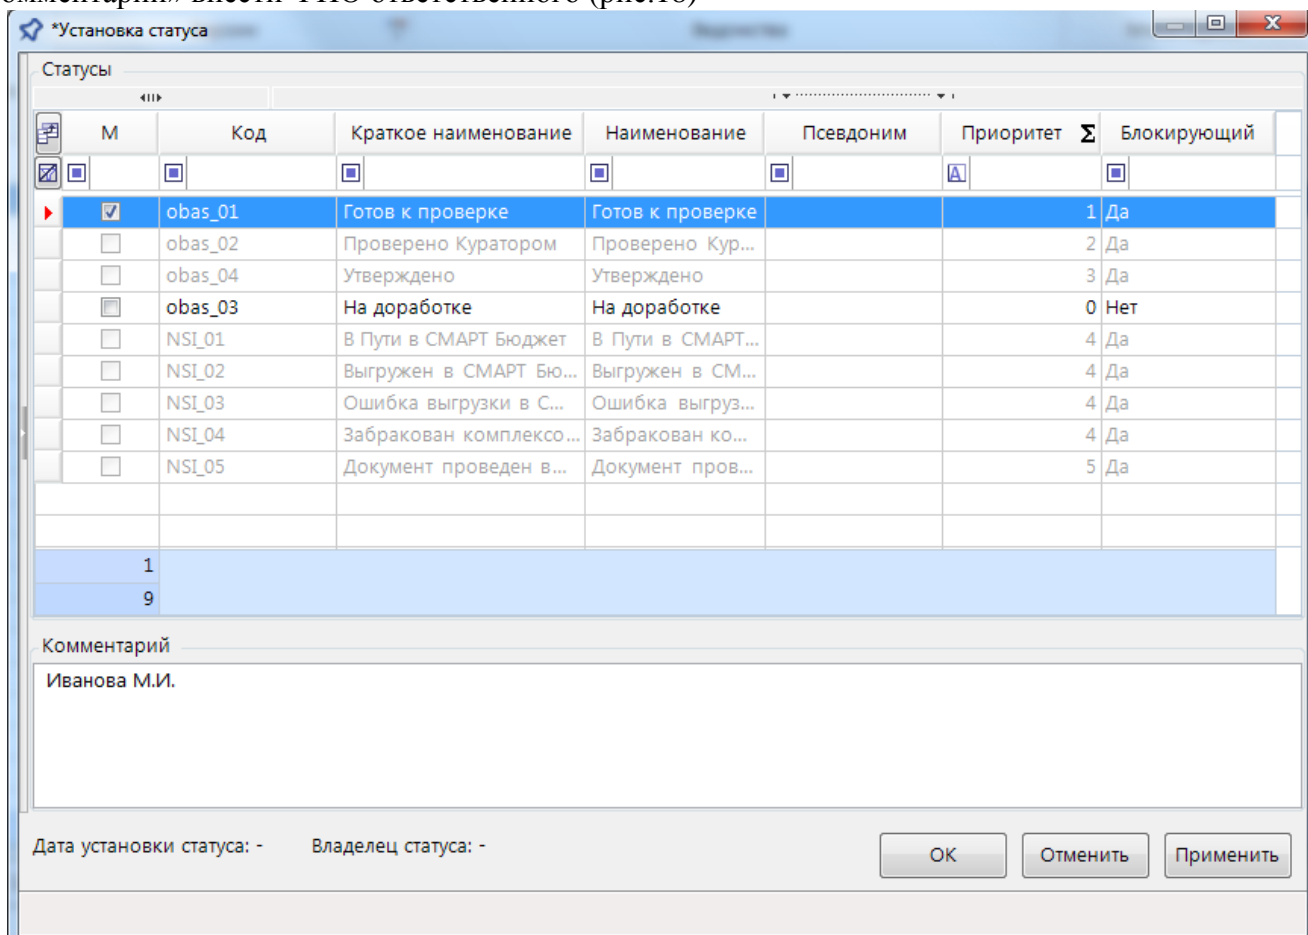 *Установка статуса
Статусы
М Код Краткое наименование Наименование Псевдоним Приоритет Σ Блокирующий
A
obas_01 Готов к проверке Готов к проверке 1 Да
obas_02 Проверено Куратором Проверено Кур... 2 Да
obas_04 Утверждено Утверждено 3 Да
obas_03 На доработке На доработке 0 Нет
NSI_01 В Пути в СМАРТ Бюджет В Пути в СМАРТ... 4 Да
NSI_02 Выгружен в СМАРТ Бю... Выгружен в СМ... 4 Да
NSI_03 Ошибка выгрузки в С... Ошибка выгруз... 4 Да
NSI_04 Забракован комплексо... Забракован ко... 4 Да
NSI_05 Документ проведен в... Документ пров... 5 Да
1
9
Комментарий
Иванова М.И.
Дата установки статуса: - Владелец статуса: - ОК Отменить Применить